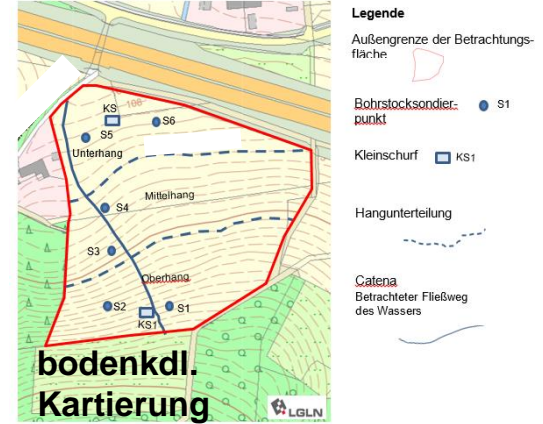 108
KS
S6
S5
Unterhang
Mittelhang
S4
S3
Oberhang
S2
S1
KS1
bodenkdl.
Kartierung
LGLN
Legende
Außengrenze der Betrachtungs-
fläche
Bohrstocksondier-
punkt
S1
Kleinschurf
KS1
Hangunterteilung
Catena
Betrachteter Fließweg
des Wassers